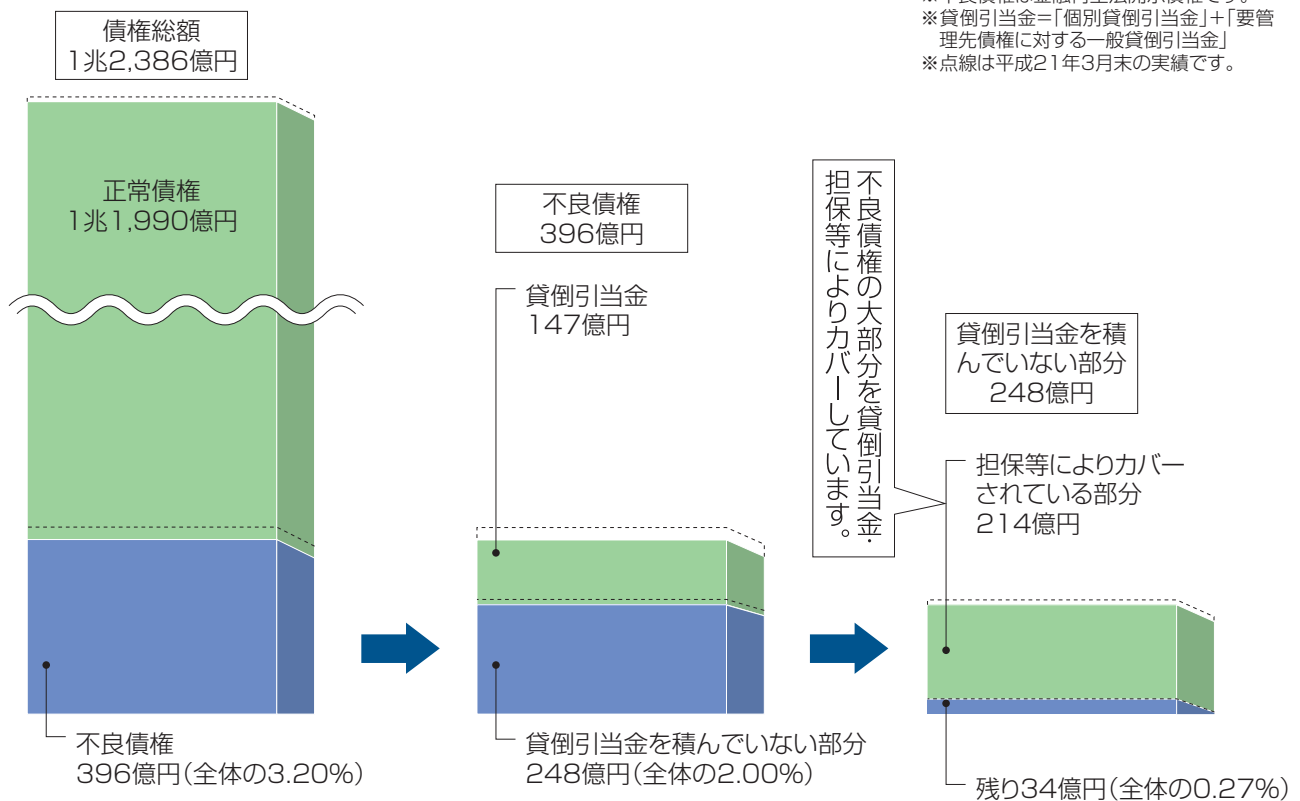 ※貸倒引当金=「個別貸倒引当金」+「要管
理先債権に対する一般貸倒引当金」
※点線は平成21年3月末の実績です。
債権総額
1兆2,386億円
正常債権
1兆1,990億円
不良債権
396億円(全体の3.20%)
不良債権
396億円
貸倒引当金
147億円
貸倒引当金を積んでいない部分
248億円(全体の2.00%)
不良債権の大部分を貸倒引当金・
担保等によりカバーしています。
貸倒引当金を積
んでいない部分
248億円
担保等によりカバー
されている部分
214億円
残り34億円(全体の0.27%)